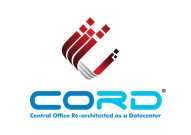 CORD®
Central Office Re-architected as a Datacenter